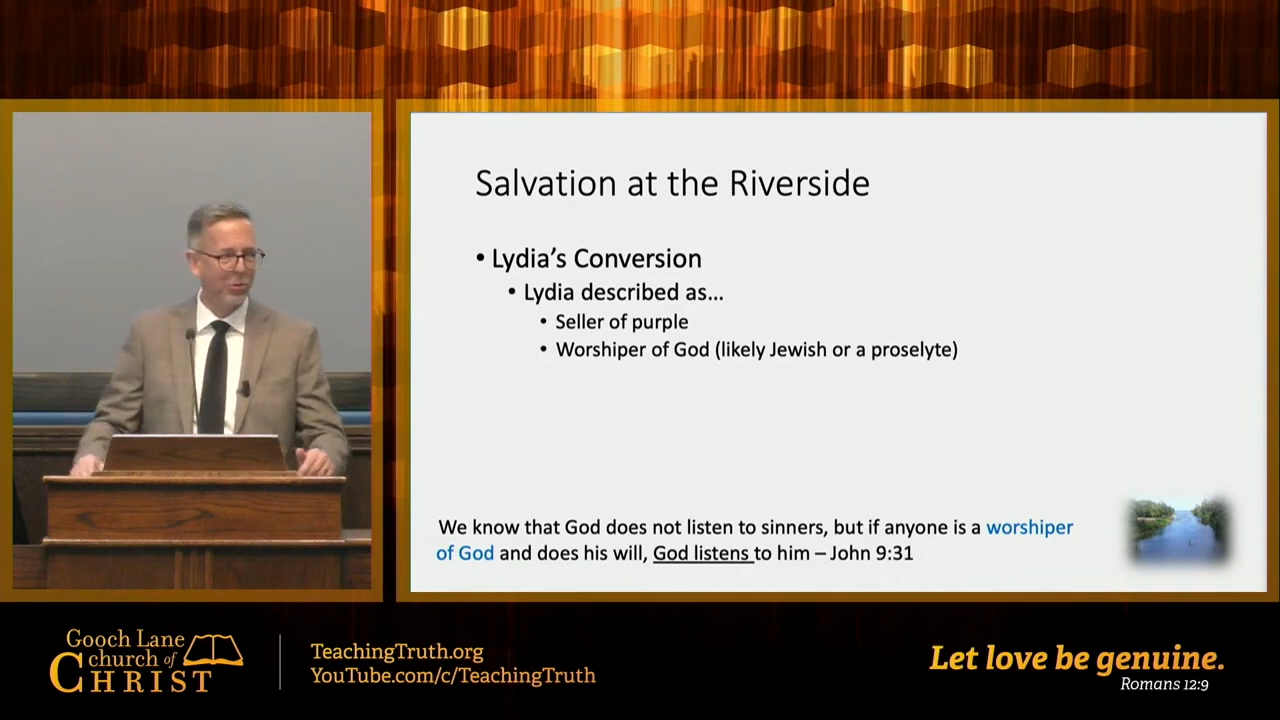 Salvation at the Riverside
• Lydia's Conversion
• Lydia described as...
• Seller of purple
• Worshiper of God (likely Jewish or a proselyte)
We know that God does not listen to sinners, but if anyone is a worshiper
of God and does his will, God listens to him – John 9:31
Gooch Lane
church of
CHRIST
TeachingTruth.org
YouTube.com/c/TeachingTruth
Let love be genuine.
Romans 12:9